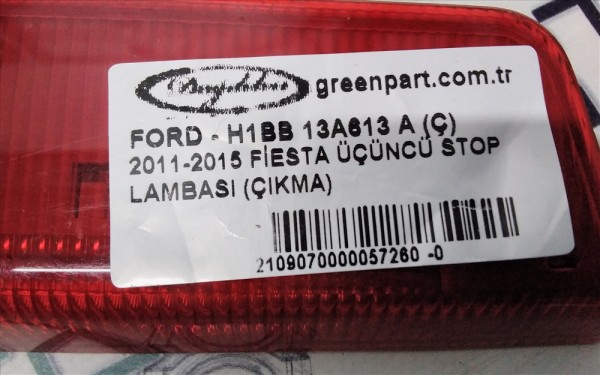 greenpart.com.tr
FORD - H1BB 13A613 A (Ç)
2011-2015 FİESTA ÜÇÜNCÜ STOP
LAMBASI (ÇIKMA)
2109070000057260 -0